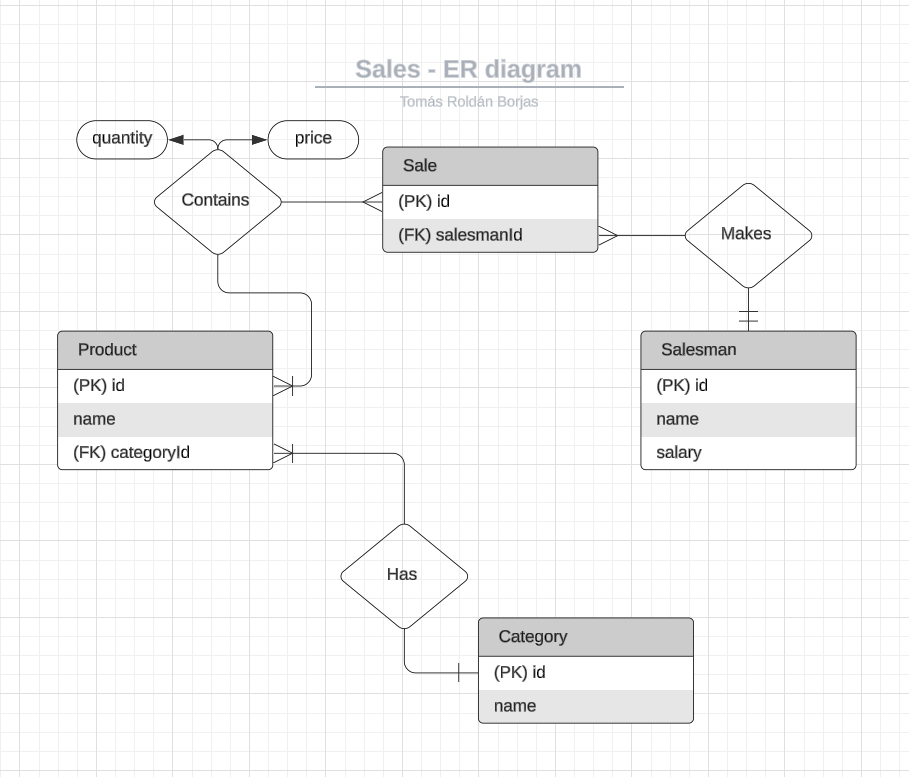 Sales - ER diagram
Tomás Roldán Borjas
quantity
price
Contains
Sale
(PK) id
(FK) salesmanId
Makes
Product
(PK) id
name
(FK) categoryId
Salesman
(PK) id
name
salary
Has
Category
(PK) id
name